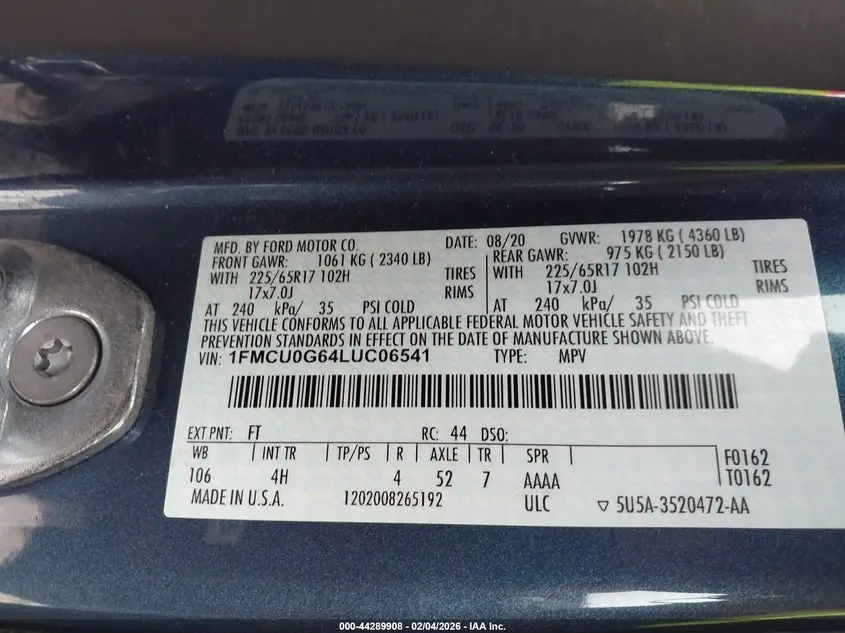 MFD. BY FORD MOTOR CO. DATE: 08/20 GVWR: 1978 KG ( 4360 LB)
FRONT GAWR: 1061 KG ( 2340 LB) REAR GAWR: 975 KG ( 2150 LB)
WITH 225/65R17 102H TIRES WITH 225/65R17 102H TIRES
17x7.0J RIMS 17x7.0J RIMS
AT 240 kPa/ 35 PSI COLD AT 240 kPa/ 35 PSI COLD
THIS VEHICLE CONFORMS TO ALL APPLICABLE FEDERAL MOTOR VEHICLE SAFETY AND THEFT
PREVENTION STANDARDS IN EFFECT ON THE DATE OF MANUFACTURE SHOWN ABOVE.
VIN: 1FMCU0G64LUC06541 TYPE: MPV
EXT PNT: FT RC: 44 DSO:
WB INT TR TP/PS R AXLE TR SPR F0162
106 4H 4 52 7 AAAA T0162
MADE IN U.S.A. 1202008265192 ULC ▽ 5U5A-3520472-AA
000-44289908 - 02/04/2026 - IAA Inc.